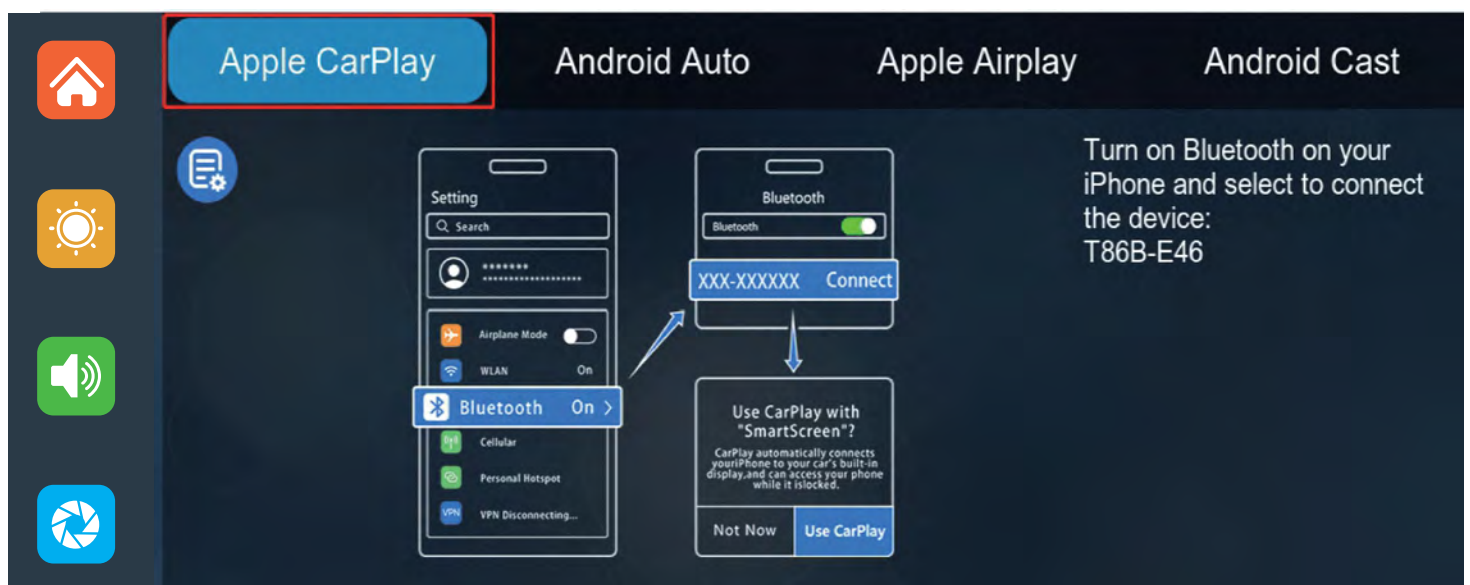 Apple CarPlay
Android Auto
Apple Airplay
Android Cast
Setting
Search
*******
******************
Airplane Mode
WLAN On
Bluetooth On >
Cellular
Personal Hotspot
VPN
VPN Disconnecting...
Bluetooth
Bluetooth
XXX-XXXXXX Connect
Use CarPlay with
"SmartScreen"?
CarPlay automatically connects
youriPhone to your car's built-in
display,and can access your phone
while it islocked.
Not Now
Use CarPlay
Turn on Bluetooth on your
iPhone and select to connect
the device:
T86B-E46